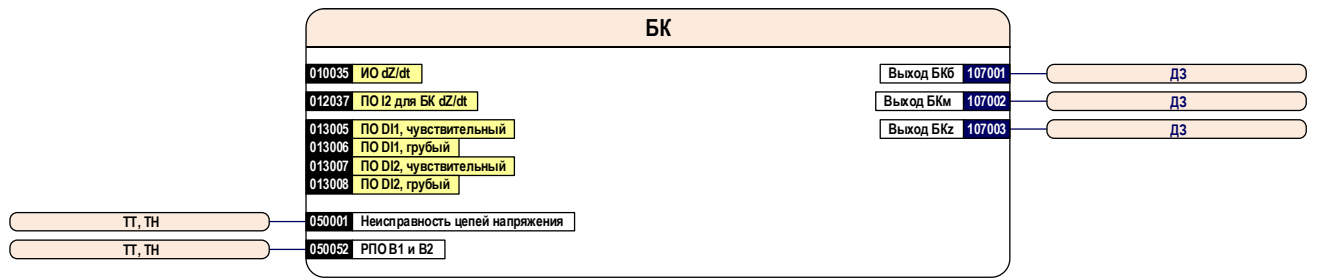 БК
010035 ИО dZ/dt
Выход БКб 107001 ДЗ
012037 ПО I2 для БК dZ/dt
Выход БКм 107002 ДЗ
013005 ПО DI1, чувствительный
Выход БКz 107003 ДЗ
013006 ПО DI1, грубый
013007 ПО DI2, чувствительный
013008 ПО DI2, грубый
ТТ, ТН 050001 Неисправность цепей напряжения
ТТ, ТН 050052 РПО В1 и В2